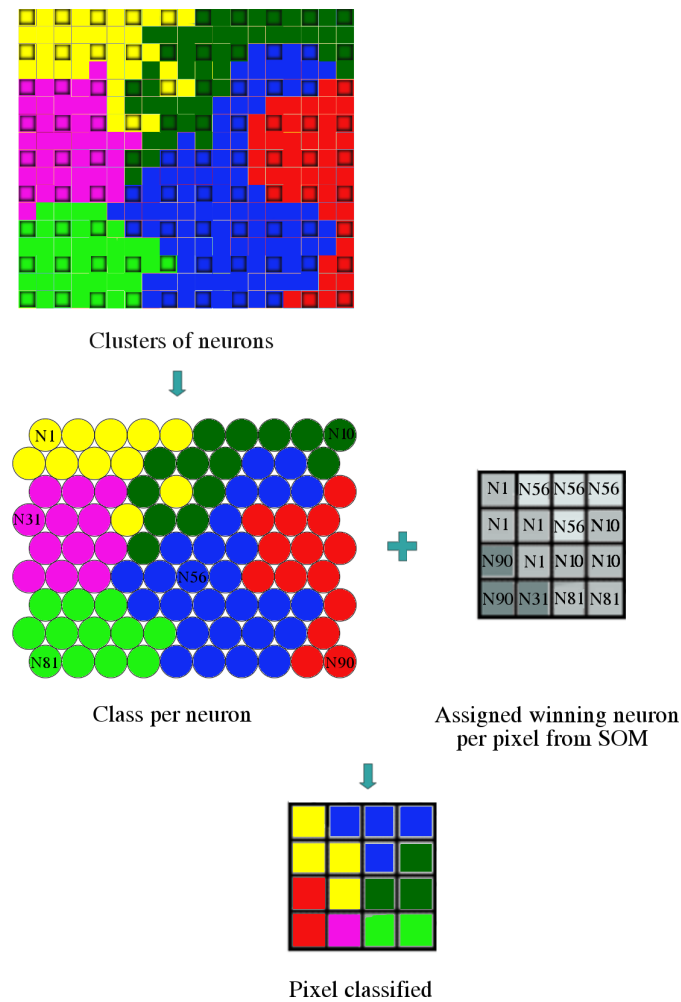 Clusters of neurons
N1 N10
N31
N56
N81 N90
Class per neuron
N1 N56 N56 N56
N1 N1 N56 N10
N90 N1 N10 N10
N90 N31 N81 N81
Assigned winning neuron
per pixel from SOM
Pixel classified